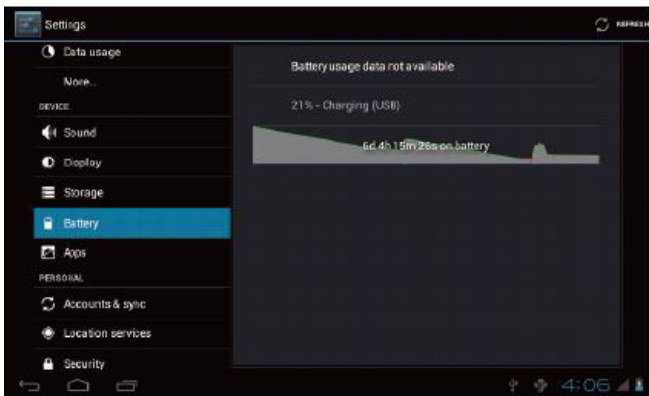 Settings
REFRESH
Data usage
More...
DEVICE
Sound
Display
Storage
Battery
Apps
PERSONAL
Accounts & sync
Location services
Security
Battery usage data not available
21% - Charging (USB)
6d 4h 15m 26s on battery
4:06